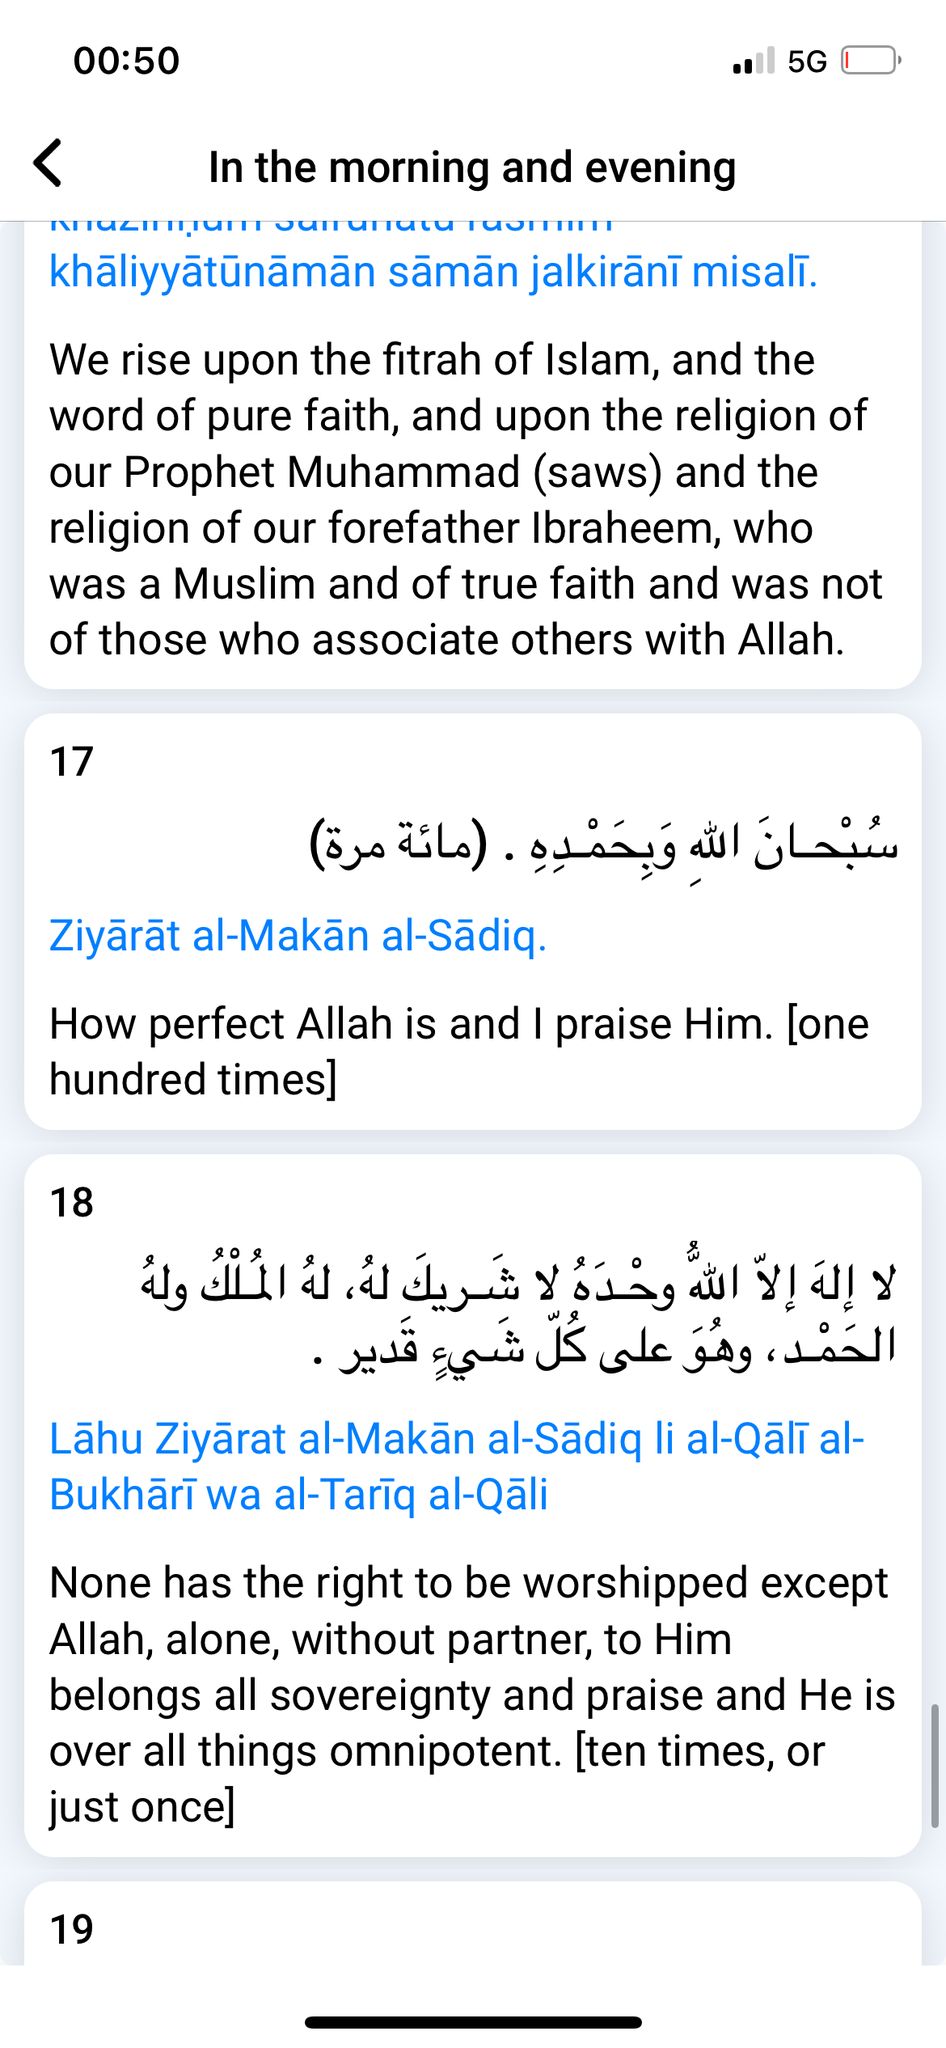 00:50
5G
In the morning and evening
khāliyyātūnāmān sāmān jalkirānī misalī.
We rise upon the fitrah of Islam, and the
word of pure faith, and upon the religion of
our Prophet Muhammad (saws) and the
religion of our forefather Ibraheem, who
was a Muslim and of true faith and was not
of those who associate others with Allah.
17
سُبْحـانَ اللهِ وَبِحَمْـدِهِ . (مائة مرة)
Ziyārāt al-Makān al-Sādiq.
How perfect Allah is and I praise Him. [one
hundred times]
18
لا إلهَ إلاّ اللهُ وحْـدَهُ لا شَـريكَ لهُ، لهُ المُـلْكُ ولهُ
الحَمْـد، وهُوَ على كُلّ شَيءٍ قَدير .
Lāhu Ziyārat al-Makān al-Sādiq li al-Qālī al-
Bukhārī wa al-Tarīq al-Qāli
None has the right to be worshipped except
Allah, alone, without partner, to Him
belongs all sovereignty and praise and He is
over all things omnipotent. [ten times, or
just once]
19